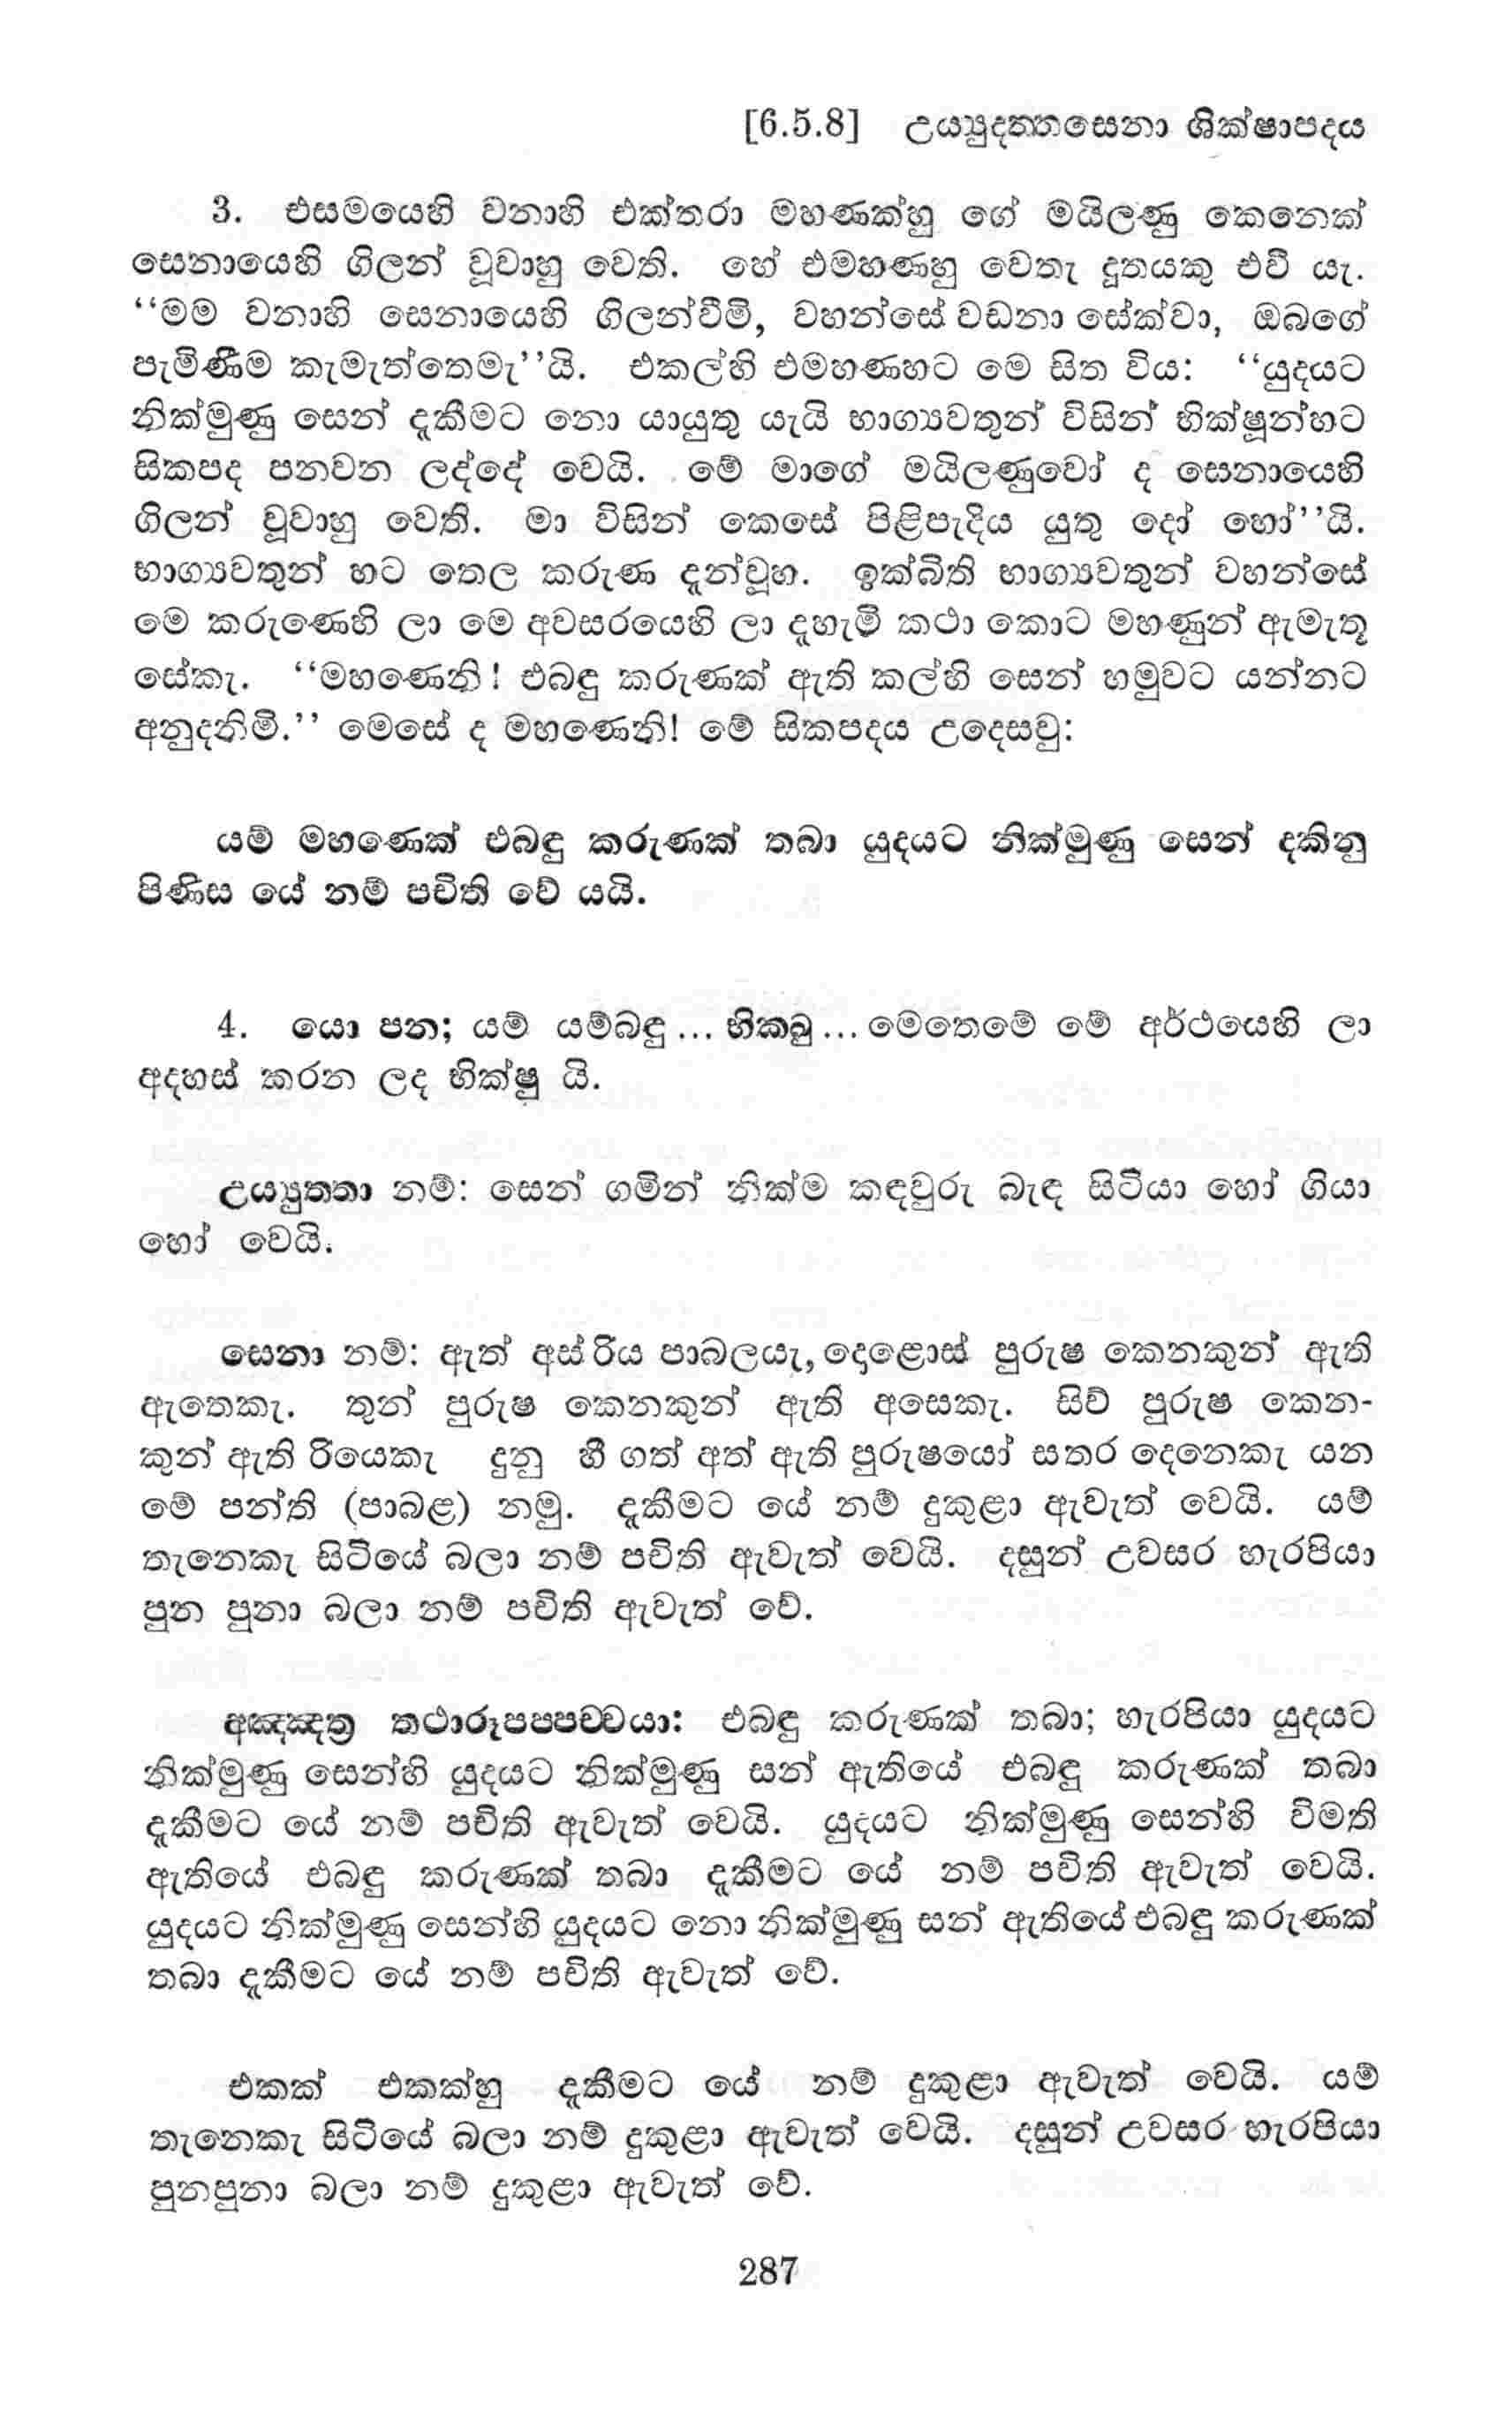 [6.5.8] උය්‍යුදත්තසෙනා ශික්ෂාපදය
3. එසමයෙහි වනාහි එක්තරා මහණක්හු ගේ මයිලණු කෙනෙක්
සෙනායෙහි ගිලන් වූවාහු වෙති. හේ එමහණහු වෙතැ දූතයකු එවී යැ.
‘‘මම වනාහි සෙනායෙහි ගිලන්වීමි, වහන්සේ වඩනා සේක්වා, ඔබගේ
පැමිණීම කැමැත්තෙමැ’’යි. එකල්හි එමහණහට මෙ සිත විය: ‘‘යුදයට
නික්මුණු සෙන් දැකීමට නො යායුතු යැයි භාග්‍යවතුන් විසින් භික්ෂූන්හට
සිකපද පනවන ලද්දේ වෙයි. මේ මාගේ මයිලණුවෝ ද සෙනායෙහි
ගිලන් වූවාහු වෙති. මා විසින් කෙසේ පිළිපැදිය යුතු දෝ හෝ’’යි.
භාග්‍යවතුන් හට තෙල කරුණ දැන්වූහ. ඉක්බිති භාග්‍යවතුන් වහන්සේ
මෙ කරුණෙහි ලා මෙ අවසරයෙහි ලා දැහැමි කථා කොට මහණුන් ඇමැතූ
සේකැ. ‘‘මහණෙනි! එබඳු කරුණක් ඇති කල්හි සෙන් හමුවට යන්නට
අනුදනිමි.’’ මෙසේ ද මහණෙනි! මේ සිකපදය උදෙසවු:
යම් මහණෙක් එබඳු කරුණක් තබා යුදයට නික්මුණු සෙන් දකිනු
පිණිස යේ නම් පචිති වේ යයි.
4. යො පන; යම් යම්බඳු ... භික්ඛු ... මෙතෙමේ මේ අර්ථයෙහි ලා
අදහස් කරන ලද භික්ෂු යි.
උය්‍යුත්තා නම්: සෙන් ගමින් නික්ම කඳවුරු බැඳ සිටියා හෝ ගියා
හෝ වෙයි.
සෙනා නම්: ඇත් අස් රිය පාබලයැ, දොළොස් පුරුෂ කෙනකුන් ඇති
ඇතෙකැ. තුන් පුරුෂ කෙනකුන් ඇති අසෙකැ. සිව් පුරුෂ කෙන-
කුන් ඇති රියෙකැ දුනු හී ගත් අත් ඇති පුරුෂයෝ සතර දෙනෙකැ යන
මේ පන්ති (පාබළ) නමු. දැකීමට යේ නම් දුකුළා ඇවැත් වෙයි. යම්
තැනෙකැ සිටියේ බලා නම් පචිති ඇවැත් වෙයි. දසුන් උවසර හැරපියා
පුන පුනා බලා නම් පචිති ඇවැත් වේ.
අඤ්ඤත්‍ර තථාරූපපපච්චයා: එබඳු කරුණක් තබා; හැරපියා යුදයට
නික්මුණු සෙන්හි යුදයට නික්මුණු සන් ඇතියේ එබඳු කරුණක් තබා
දැකීමට යේ නම් පචිති ඇවැත් වෙයි. යුදයට නික්මුණු සෙන්හි විමති
ඇතියේ එබඳු කරුණක් තබා දැකීමට යේ නම් පචිති ඇවැත් වෙයි.
යුදයට නික්මුණු සෙන්හි යුදයට නො නික්මුණු සන් ඇතියේ එබඳු කරුණක්
තබා දැකීමට යේ නම් පචිති ඇවැත් වේ.
එකක් එකක්හු දැකීමට යේ නම් දුකුළා ඇවැත් වෙයි. යම්
තැනෙකැ සිටියේ බලා නම් දුකුළා ඇවැත් වෙයි. දසුන් උවසර හැරපියා
පුනපුනා බලා නම් දුකුළා ඇවැත් වේ.
287